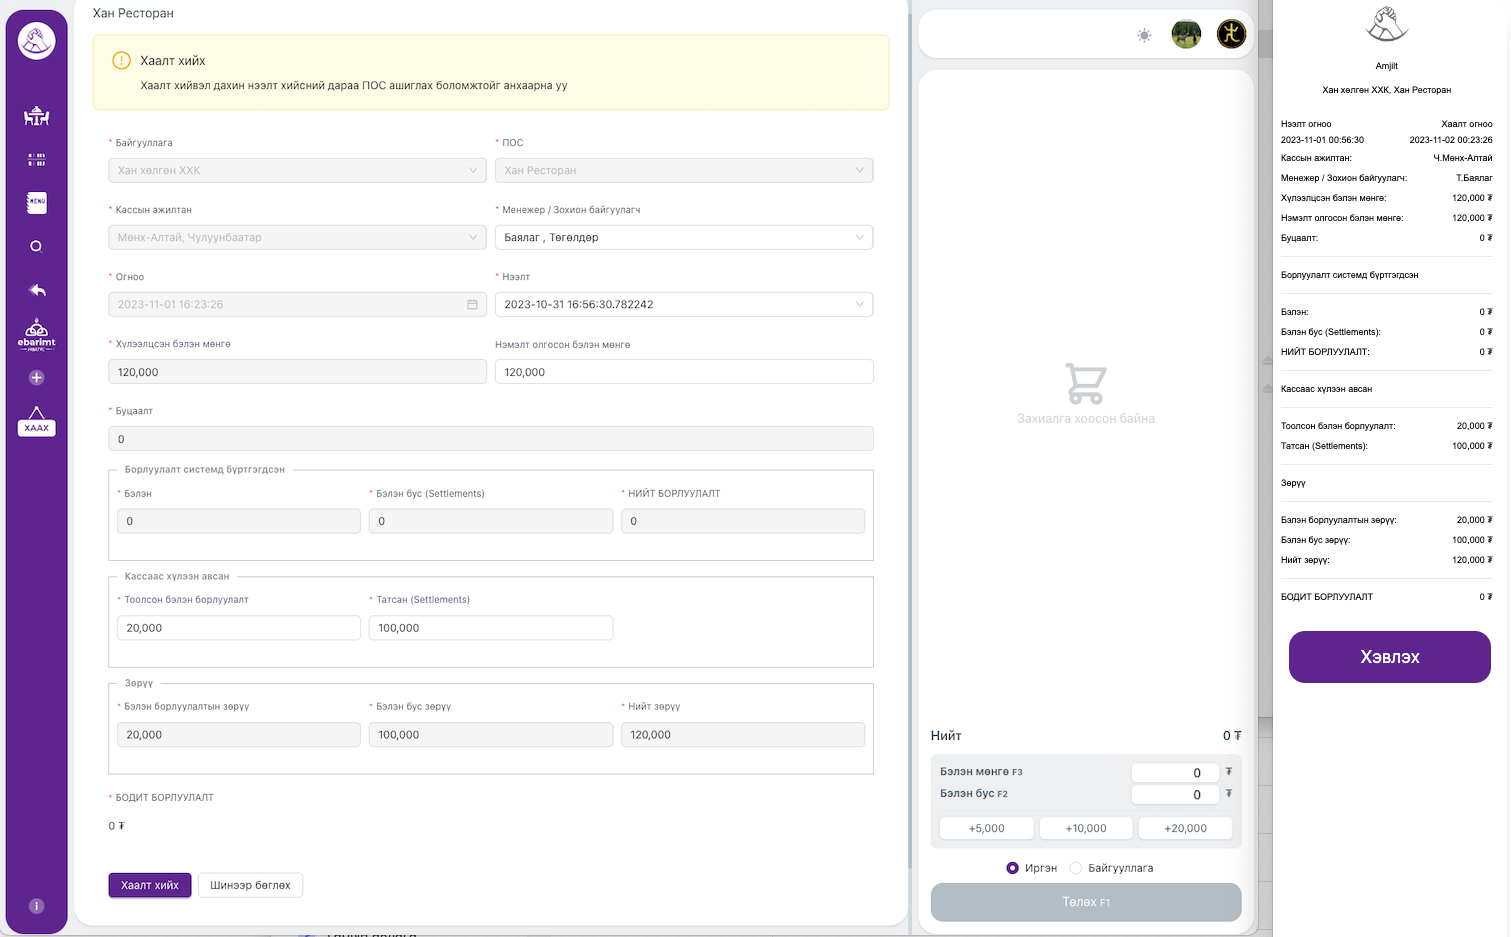 Хан Ресторан
Хаалт хийх
Хаалт хийвэл дахин нээлт хийсний дараа ПОС ашиглах боломжтойг анхаарна уу
* Байгууллага
* ПОС
Хан хөлгөн ХХК
Хан Ресторан
* Кассын ажилтан
* Менежер / Зохион байгуулагч
Мөнх-Алтай, Чулуунбаатар
Баялаг , Төгөлдөр
* Огноо
* Нээлт
2023-11-01 16:23:26
2023-10-31 16:56:30.782242
* Хүлээлцсэн бэлэн мөнгө
Нэмэлт олгосон бэлэн мөнгө
120,000
120,000
* Буцаалт
0
Борлуулалт системд бүртгэгдсэн
* Бэлэн
* Бэлэн бус (Settlements)
* НИЙТ БОРЛУУЛАЛТ
0
0
0
Кассаас хүлээн авсан
* Тоолсон бэлэн борлуулалт
* Татсан (Settlements)
20,000
100,000
Зөрүү
* Бэлэн борлуулалтын зөрүү
* Бэлэн бус зөрүү
* Нийт зөрүү
20,000
100,000
120,000
* БОДИТ БОРЛУУЛАЛТ
0 ₮
Хаалт хийх
Шинээр бөглөх
MENU
ebarimt
ХААХ
Захиалга хоосон байна
Нийт 0 ₮
Бэлэн мөнгө F3 0 ₮
Бэлэн бус F2 0 ₮
+5,000 +10,000 +20,000
Иргэн Байгууллага
Төлөх F1
Amjilt
Хан хөлгөн ХХК, Хан Ресторан
Нээлт огноо Хаалт огноо
2023-11-01 00:56:30 2023-11-02 00:23:26
Кассын ажилтан: Ч.Мөнх-Алтай
Менежер / Зохион байгуулагч: Т.Баялаг
Хүлээлцсэн бэлэн мөнгө: 120,000 ₮
Нэмэлт олгосон бэлэн мөнгө: 120,000 ₮
Буцаалт: 0 ₮
Борлуулалт системд бүртгэгдсэн
Бэлэн: 0 ₮
Бэлэн бус (Settlements): 0 ₮
НИЙТ БОРЛУУЛАЛТ: 0 ₮
Кассаас хүлээн авсан
Тоолсон бэлэн борлуулалт: 20,000 ₮
Татсан (Settlements): 100,000 ₮
Зөрүү
Бэлэн борлуулалтын зөрүү: 20,000 ₮
Бэлэн бус зөрүү: 100,000 ₮
Нийт зөрүү: 120,000 ₮
БОДИТ БОРЛУУЛАЛТ 0 ₮
Хэвлэх